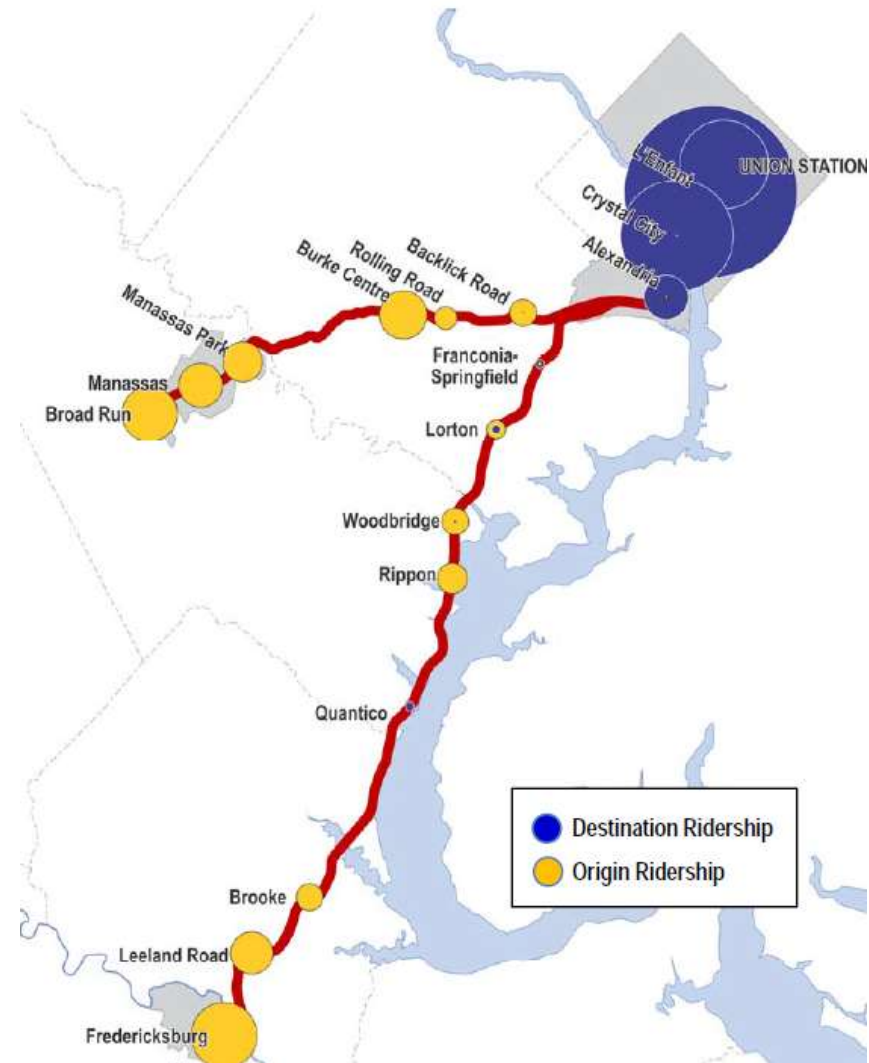 L'Enfant
UNION STATION
Crystal City
Alexandria
Backlick Road
Rolling Road
Burke Centre
Manassas Park
Manassas
Broad Run
Franconia-
Springfield
Lorton
Woodbridge
Rippon
Quantico
Destination Ridership
Origin Ridership
Brooke
Leeland Road
Fredericksburg